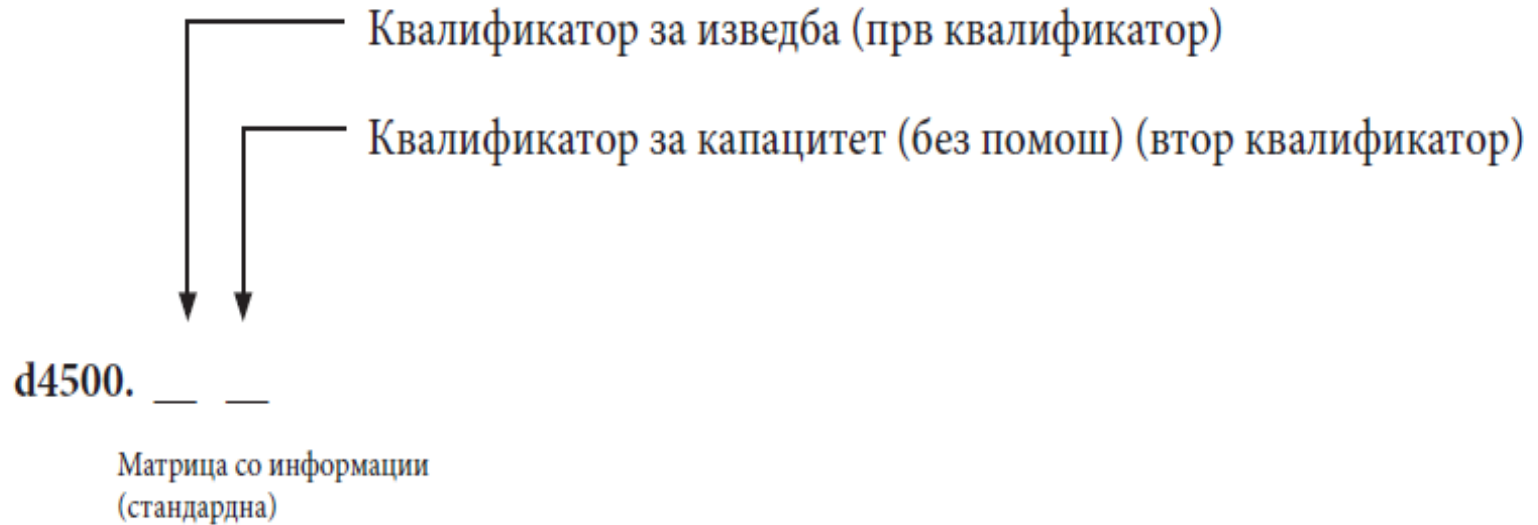 Квалификатор за изведба (прв квалификатор)
Квалификатор за капацитет (без помош) (втор квалификатор)
d4500. __ __
Матрица со информации
(стандардна)